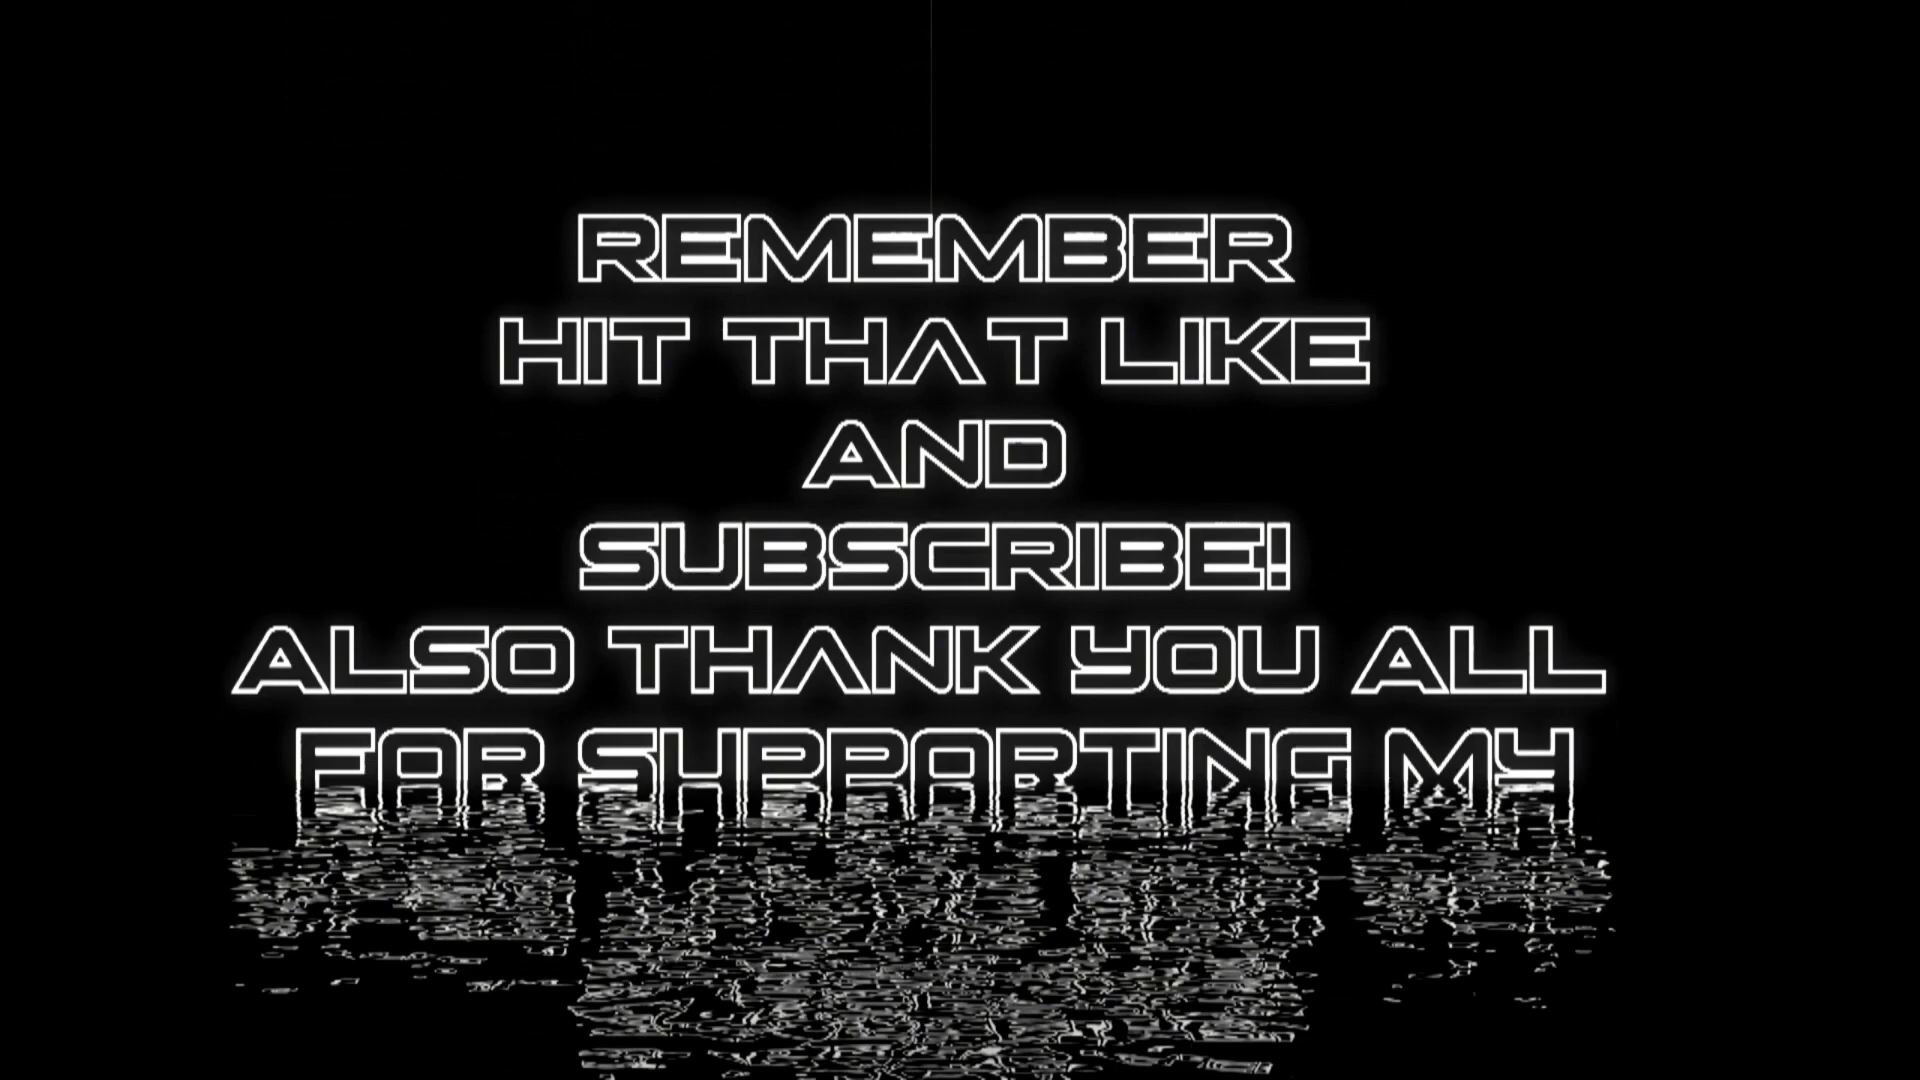 REMEMBER
HIT THAT LIKE
AND
SUBSCRIBE!
ALSO THANK YOU ALL
FOR SUPPORTING MY